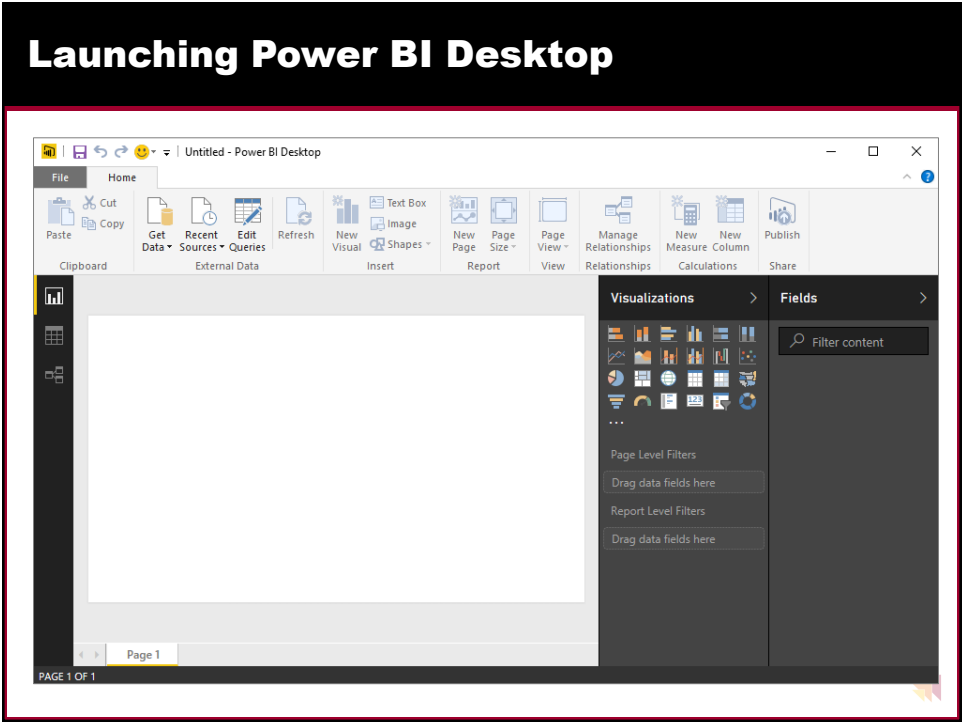 Launching Power BI Desktop
Untitled - Power BI Desktop
File Home
Paste
Cut
Copy
Clipboard
Get Data
Recent Sources
Edit Queries
Refresh
External Data
New Visual
Text Box
Image
Shapes
Insert
New Page
Page Size
Report
Page View
View
Manage Relationships
Relationships
New Measure
New Column
Calculations
Publish
Share
Visualizations
123
Page Level Filters
Drag data fields here
Report Level Filters
Drag data fields here
Fields
Filter content
Page 1
PAGE 1 OF 1